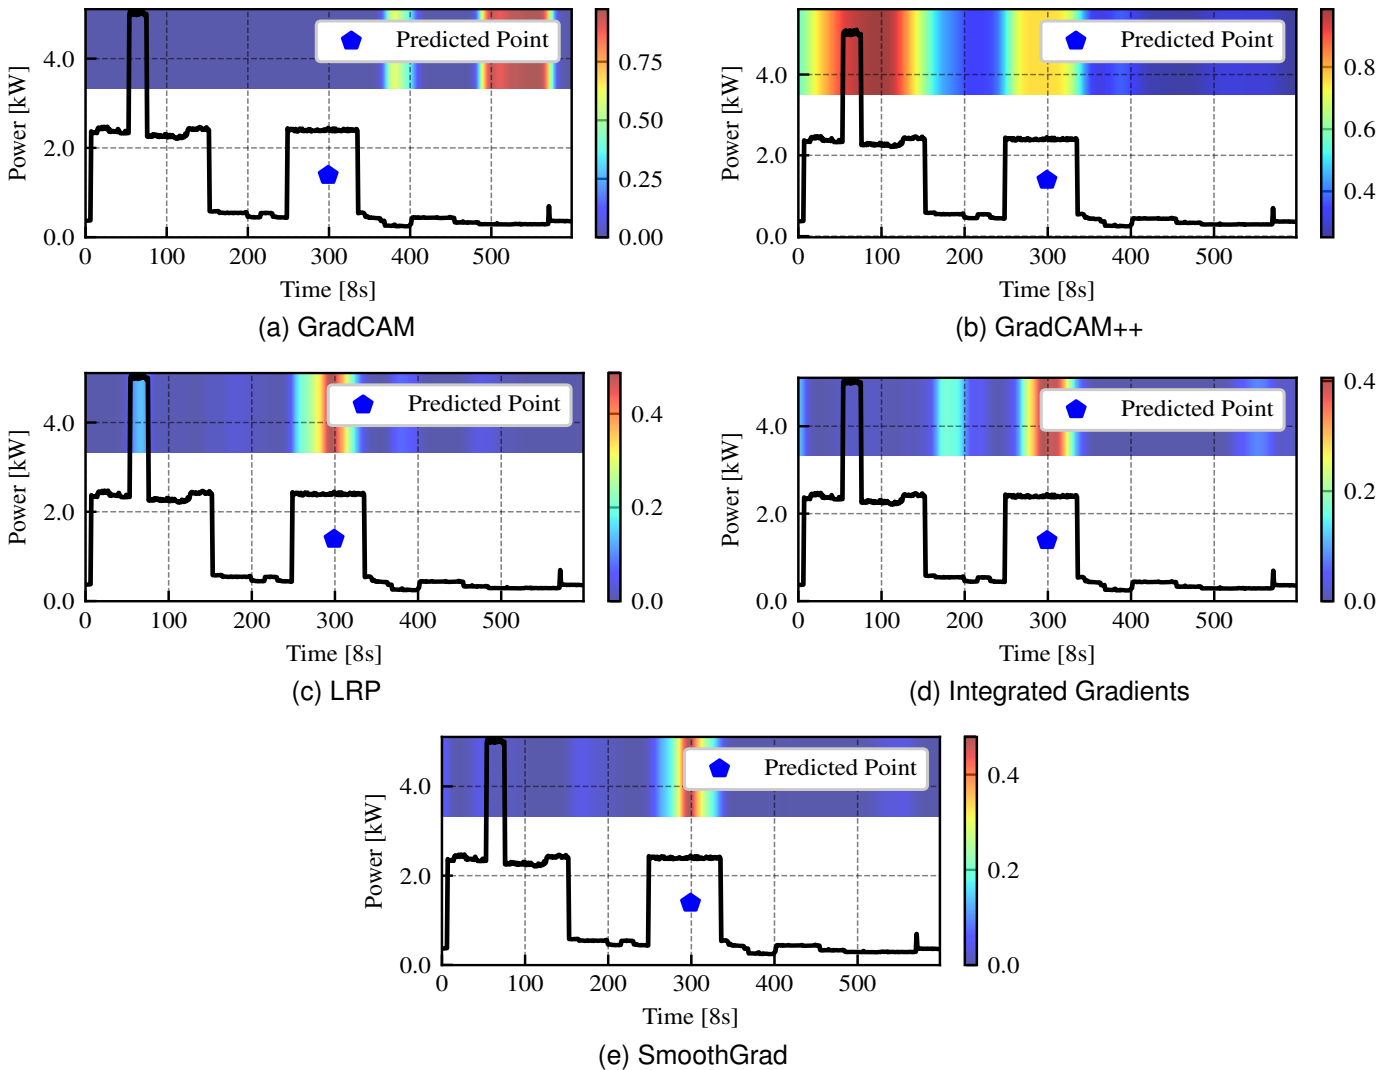 Predicted Point
Power [kW]
4.0
2.0
0.0
0 100 200 300 400 500
Time [8s]
0.75
0.50
0.25
0.00
(a) GradCAM
Predicted Point
Power [kW]
4.0
2.0
0.0
0 100 200 300 400 500
Time [8s]
0.8
0.6
0.4
(b) GradCAM++
Predicted Point
Power [kW]
4.0
2.0
0.0
0 100 200 300 400 500
Time [8s]
0.4
0.2
0.0
(c) LRP
Predicted Point
Power [kW]
4.0
2.0
0.0
0 100 200 300 400 500
Time [8s]
0.4
0.2
0.0
(d) Integrated Gradients
Predicted Point
Power [kW]
4.0
2.0
0.0
0 100 200 300 400 500
Time [8s]
0.4
0.2
0.0
(e) SmoothGrad